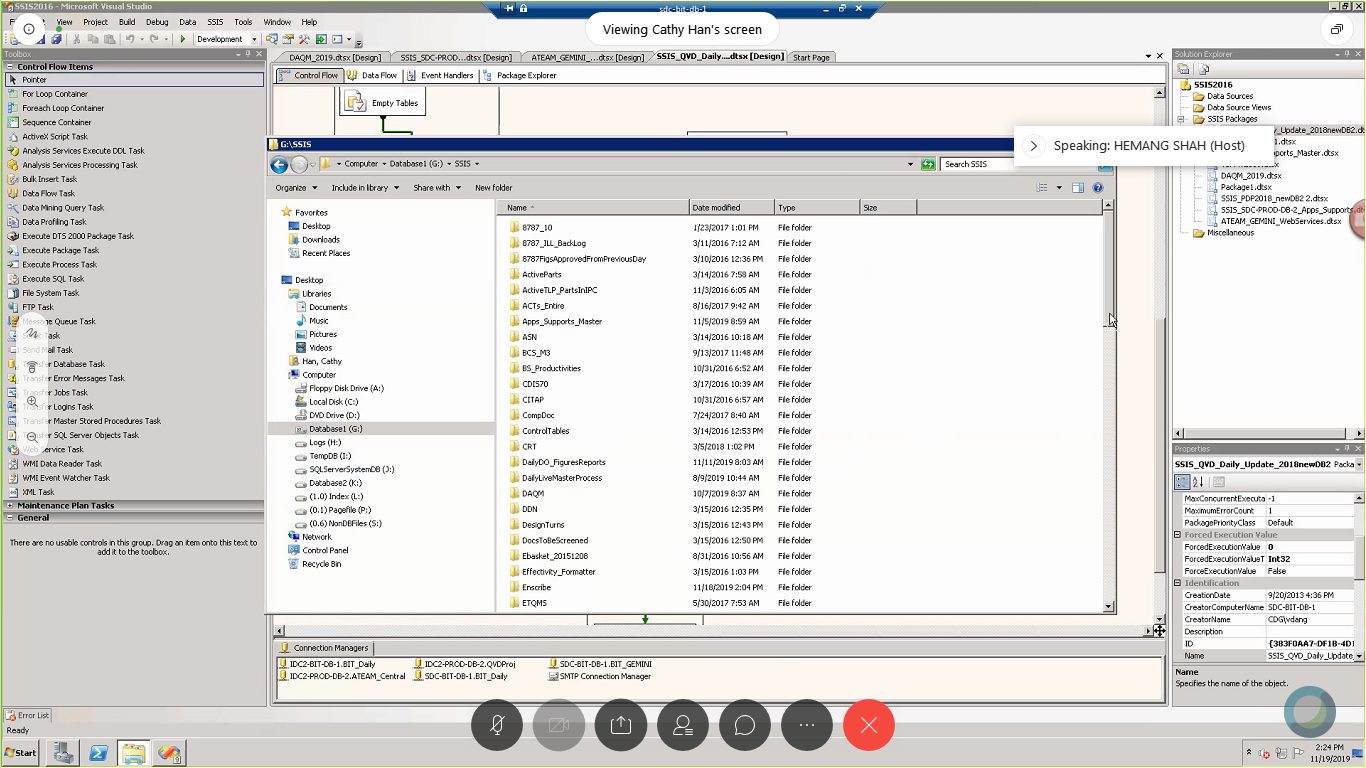 SSIS2016 - Microsoft Visual Studio
sdc-bit-db-1
View Project Build Debug Data SSIS Tools Window Help
Viewing Cathy Han's screen
Development
Toolbox
Control Flow Items
Pointer
For Loop Container
Foreach Loop Container
Sequence Container
ActiveX Script Task
Analysis Services Execute DDL Task
Analysis Services Processing Task
Bulk Insert Task
Data Flow Task
Data Mining Query Task
Data Profiling Task
Execute DTS 2000 Package Task
Execute Package Task
Execute Process Task
Execute SQL Task
File System Task
FTP Task
Message Queue Task
Task
Send Mail Task
Transfer Database Task
Transfer Error Messages Task
Transfer Jobs Task
Transfer Logins Task
Transfer Master Stored Procedures Task
Transfer SQL Server Objects Task
Web Service Task
WMI Data Reader Task
WMI Event Watcher Task
XML Task
Maintenance Plan Tasks
General
There are no usable controls in this group. Drag an item onto this text to
add it to the toolbox.
DAQM_2019.dtsx [Design] SSIS_SDC-PROD...dtsx [Design] ATEAM_GEMINI_...dtsx [Design] SSIS_QVD_Daily....dtsx [Design] Start Page
Control Flow Data Flow Event Handlers Package Explorer
Empty Tables
G:\SSIS
Computer Database1 (G:) SSIS
Search SSIS
Organize Include in library Share with New folder
Favorites
Desktop
Downloads
Recent Places
Desktop
Libraries
Documents
Music
Pictures
Videos
Han, Cathy
Computer
Floppy Disk Drive (A:)
Local Disk (C:)
DVD Drive (D:)
Database1 (G:)
Logs (H:)
TempDB (I:)
SQLServerSystemDB (J:)
Database2 (K:)
(1.0) Index (L:)
(0.1) Pagefile (P:)
(0.6) NonDBFiles (S:)
Network
Control Panel
Recycle Bin
Name Date modified Type Size
8787_10 1/23/2017 1:01 PM File folder
8787_ILL_BackLog 3/11/2016 7:12 AM File folder
8787FigsApprovedFromPreviousDay 3/10/2016 12:36 PM File folder
ActiveParts 3/14/2016 7:58 AM File folder
ActiveTLP_PartsInIPC 11/3/2016 6:05 AM File folder
ACTs_Entire 8/16/2017 9:42 AM File folder
Apps_Supports_Master 11/5/2019 8:59 AM File folder
ASN 3/14/2016 10:18 AM File folder
BCS_M3 9/13/2017 11:48 AM File folder
BS_Productivities 10/31/2016 6:52 AM File folder
CDIS70 3/17/2016 10:39 AM File folder
CITAP 10/31/2016 6:57 AM File folder
CompDoc 7/24/2017 8:40 AM File folder
ControlTables 3/14/2016 12:53 PM File folder
CRT 3/5/2018 1:02 PM File folder
DailyDO_FiguresReports 11/11/2019 8:03 AM File folder
DailyLiveMasterProcess 8/9/2019 10:44 AM File folder
DAQM 10/7/2019 8:37 AM File folder
DDN 3/15/2016 12:35 PM File folder
DesignTurns 3/15/2016 12:43 PM File folder
DocsToBeScreened 3/15/2016 12:50 PM File folder
Ebasket_20151208 8/31/2016 10:56 AM File folder
Effectivity_Formatter 3/15/2016 1:03 PM File folder
Enscribe 11/18/2019 2:04 PM File folder
ETQMS 5/30/2017 7:53 AM File folder
Connection Managers
IDC2-BIT-DB-1.BIT_Daily IDC2-PROD-DB-2.QVDProj SDC-BIT-DB-1.BIT_GEMINI
IDC2-PROD-DB-2.ATEAM_Central SDC-BIT-DB-1.BIT_Daily SMTP Connection Manager
Solution Explorer
SSIS2016
Data Sources
Data Source Views
SSIS Packages
y_Update_2018newDB2.d
1.dtsx
ports_Master.dtsx
Speaking: HEMANG SHAH (Host)
DAQM_2019.dtsx
Package1.dtsx
SSIS_PDP2018_newDB2 2.dtsx
SSIS_SDC-PROD-DB-2_Apps_Supports.
ATEAM_GEMINI_WebServices.dtsx
Miscellaneous
Properties
SSIS_QVD_Daily_Update_2018newDB2 Packa
MaxConcurrentExecuta -1
MaximumErrorCount 1
PackagePriorityClass Default
Forced Execution Value
ForcedExecutionValue 0
ForcedExecutionValueT Int32
ForceExecutionValue False
Identification
CreationDate 9/20/2013 4:36 PM
CreatorComputerName SDC-BIT-DB-1
CreatorName CDG\vdang
Description
ID {383F0AA7-DF1B-4D1
Name SSIS_QVD_Daily_Update
Name
Specifies the name of the object.
Error List
Ready
Start
2:24 PM
11/19/2019